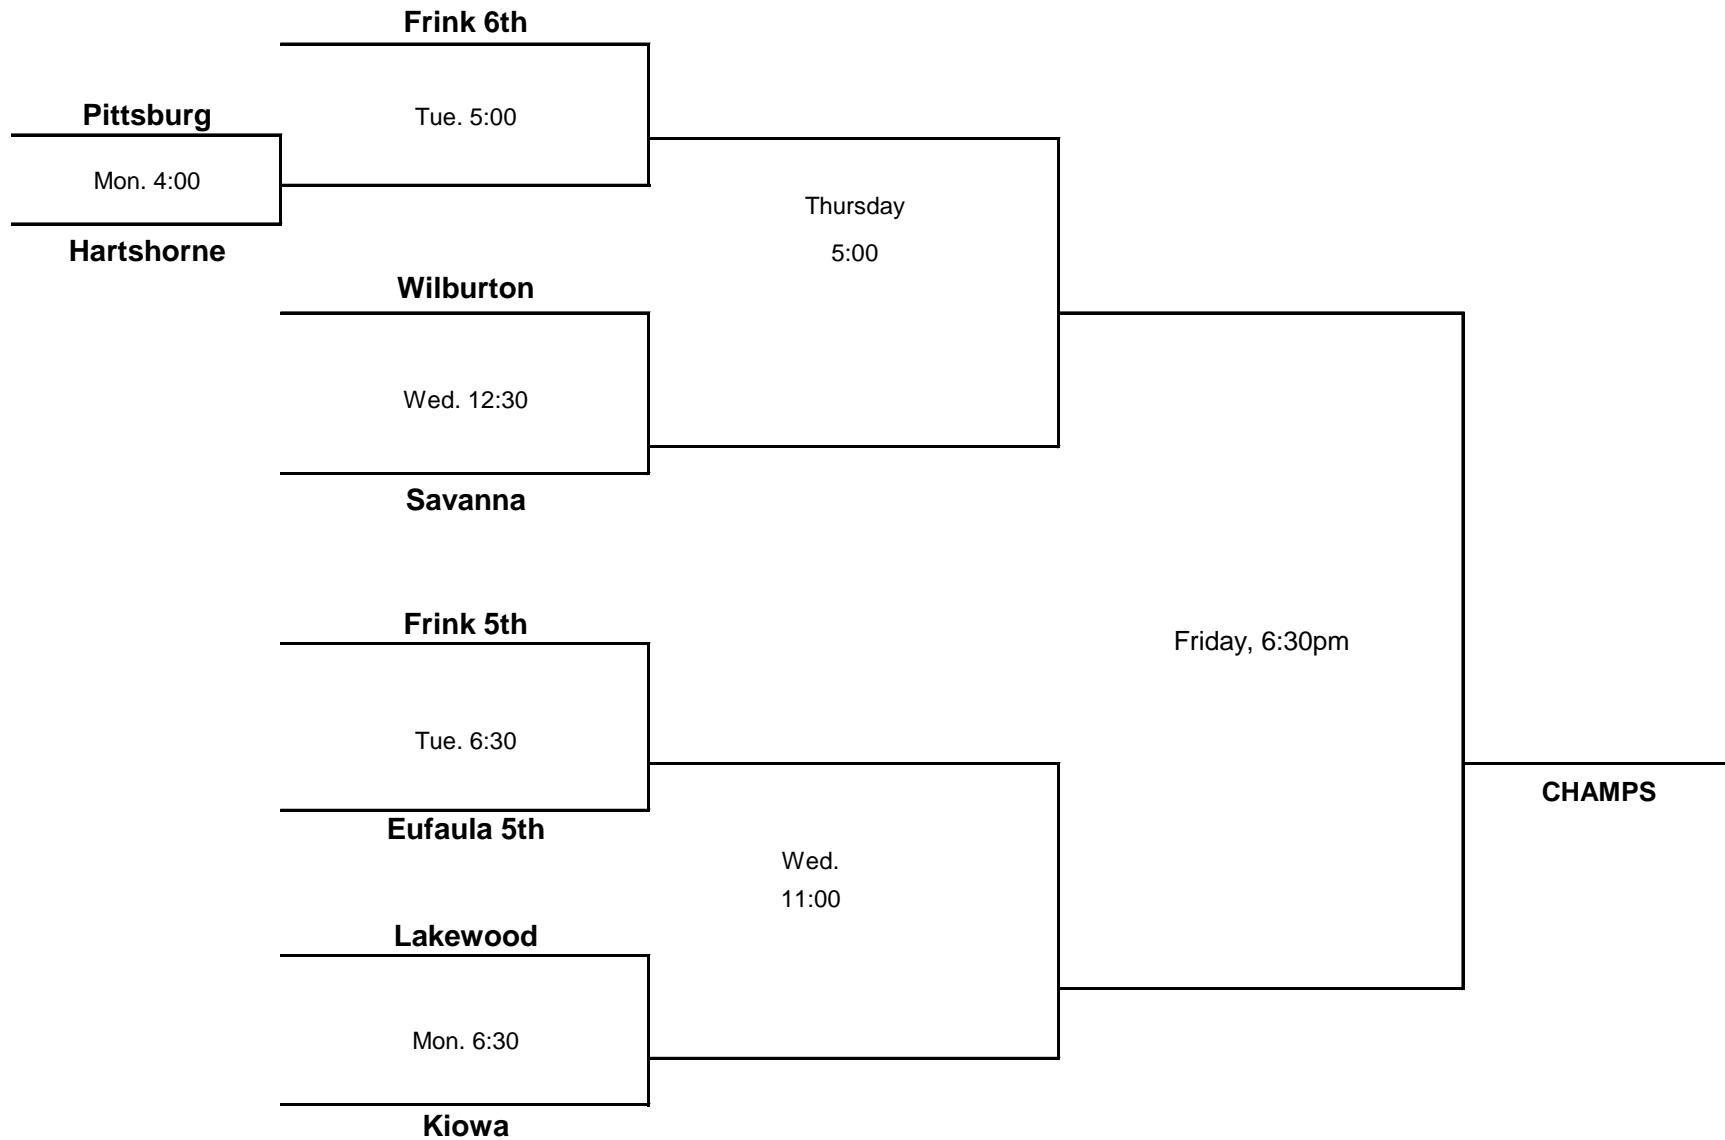 Frink 6th
Pittsburg
Tue. 5:00
Mon. 4:00
Thursday
Hartshorne
5:00
Wilburton
Wed. 12:30
Savanna
Frink 5th
Friday, 6:30pm
Tue. 6:30
CHAMPS
Eufaula 5th
Wed.
11:00
Lakewood
Mon. 6:30
Kiowa